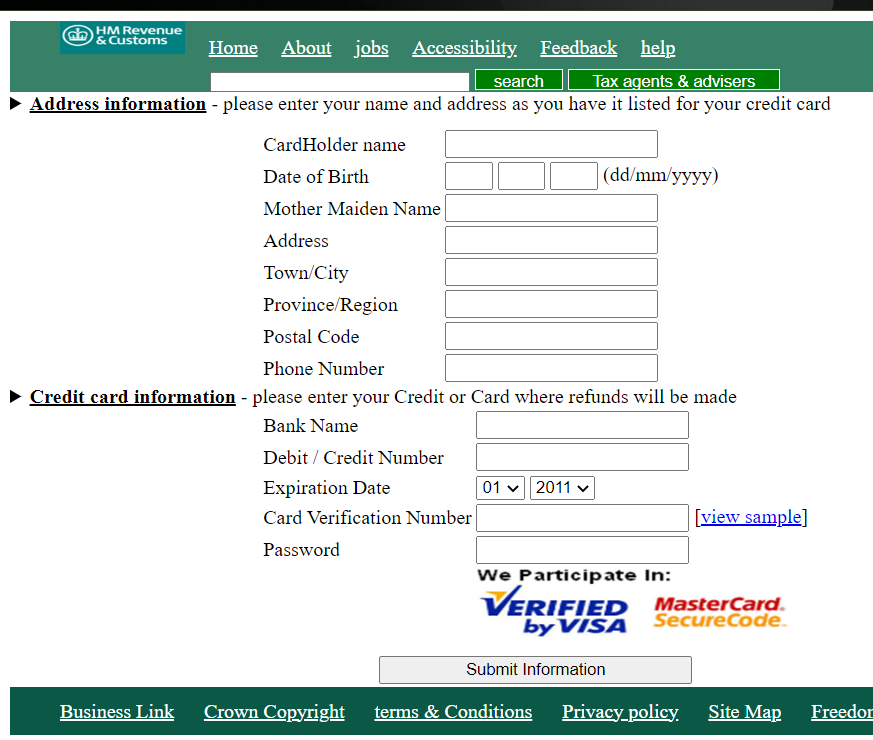 HM Revenue
& Customs
Home About jobs Accessibility Feedback help
search Tax agents & advisers
Address information - please enter your name and address as you have it listed for your credit card
CardHolder name
Date of Birth (dd/mm/yyyy)
Mother Maiden Name
Address
Town/City
Province/Region
Postal Code
Phone Number
Credit card information - please enter your Credit or Card where refunds will be made
Bank Name
Debit / Credit Number
Expiration Date 01 2011
Card Verification Number [view sample]
Password
We Participate In:
VERIFIED by VISA
MasterCard. SecureCode
Submit Information
Business Link Crown Copyright terms & Conditions Privacy policy Site Map Freedo